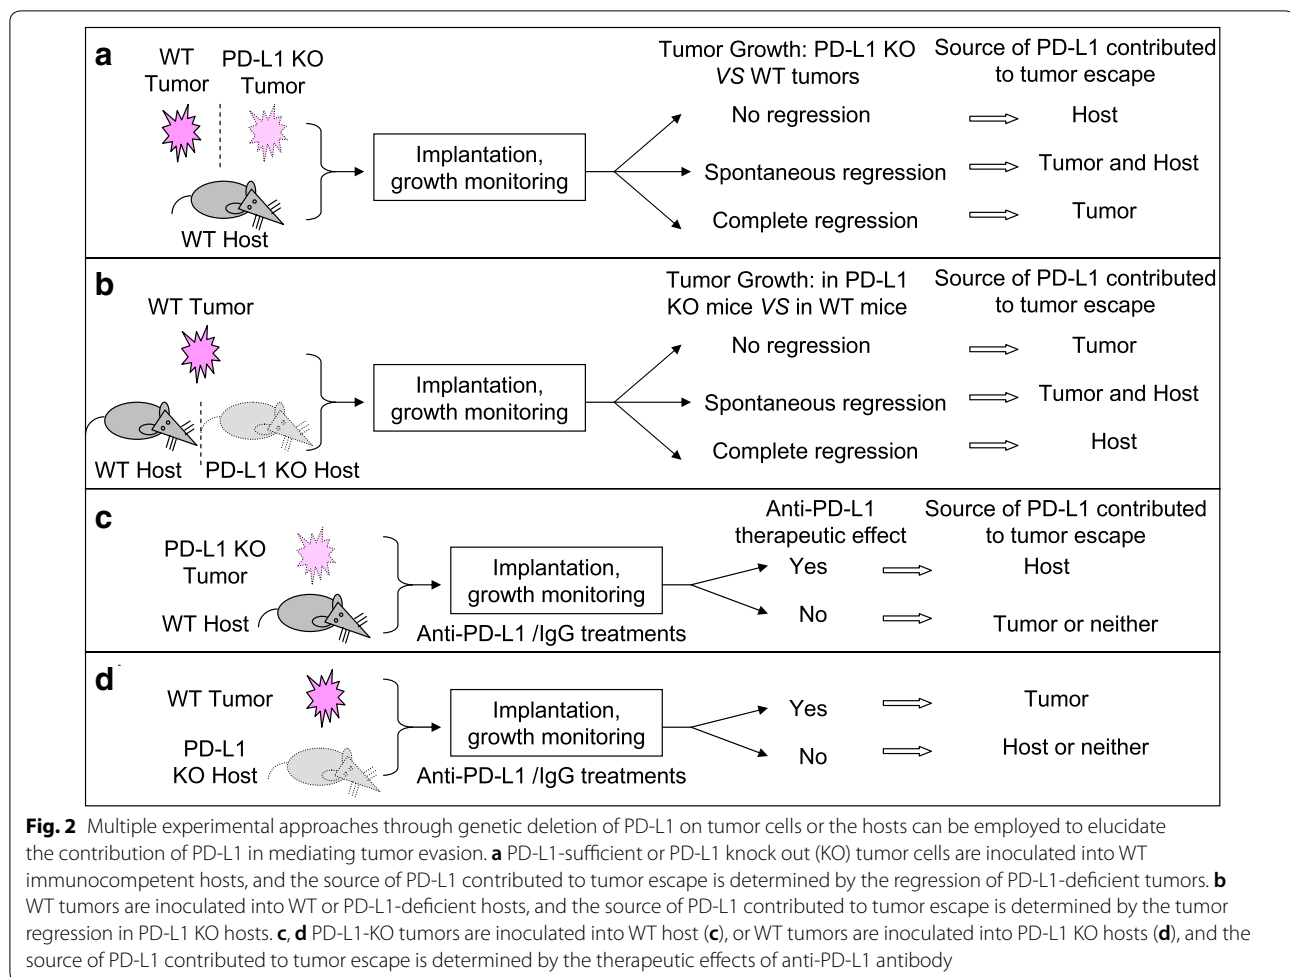 a
WT
Tumor
PD-L1 KO
Tumor
WT Host
Implantation,
growth monitoring
Tumor Growth: PD-L1 KO
VS WT tumors
Source of PD-L1 contributed
to tumor escape
No regression
Host
Spontaneous regression
Tumor and Host
Complete regression
Tumor
b
WT Tumor
WT Host
PD-L1 KO Host
Implantation,
growth monitoring
Tumor Growth: in PD-L1
KO mice VS in WT mice
Source of PD-L1 contributed
to tumor escape
No regression
Tumor
Spontaneous regression
Tumor and Host
Complete regression
Host
c
PD-L1 KO
Tumor
WT Host
Implantation,
growth monitoring
Anti-PD-L1 /IgG treatments
Anti-PD-L1
therapeutic effect
Source of PD-L1 contributed
to tumor escape
Yes
Host
No
Tumor or neither
d
WT Tumor
PD-L1
KO Host
Implantation,
growth monitoring
Anti-PD-L1 /IgG treatments
Yes
Tumor
No
Host or neither
Fig. 2 Multiple experimental approaches through genetic deletion of PD-L1 on tumor cells or the hosts can be employed to elucidate
the contribution of PD-L1 in mediating tumor evasion. a PD-L1-sufficient or PD-L1 knock out (KO) tumor cells are inoculated into WT
immunocompetent hosts, and the source of PD-L1 contributed to tumor escape is determined by the regression of PD-L1-deficient tumors. b
WT tumors are inoculated into WT or PD-L1-deficient hosts, and the source of PD-L1 contributed to tumor escape is determined by the tumor
regression in PD-L1 KO hosts. c, d PD-L1-KO tumors are inoculated into WT host (c), or WT tumors are inoculated into PD-L1 KO hosts (d), and the
source of PD-L1 contributed to tumor escape is determined by the therapeutic effects of anti-PD-L1 antibody